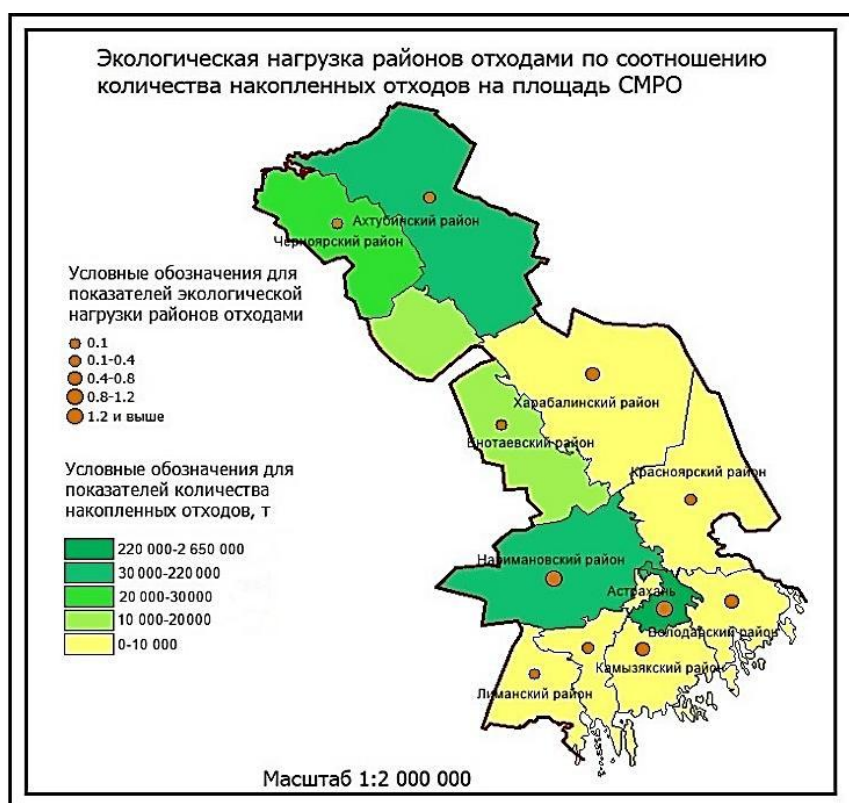 Экологическая нагрузка районов отходами по соотношению
количества накопленных отходов на площадь СМРО
Ахтубинский район
Черноярский район
Условные обозначения для
показателей экологической
нагрузки районов отходами
0.1
0.1-0.4
0.4-0.8
0.8-1.2
1.2 и выше
Харабалинский район
Енотаевский район
Красноярский район
Условные обозначения для
показателей количества
накопленных отходов, т
220 000-2 650 000
30 000-220 000
20 000-30000
10 000-20000
0-10 000
Наримановский район
Астрахань
Володарский район
Камызякский район
Лиманский район
Масштаб 1:2 000 000